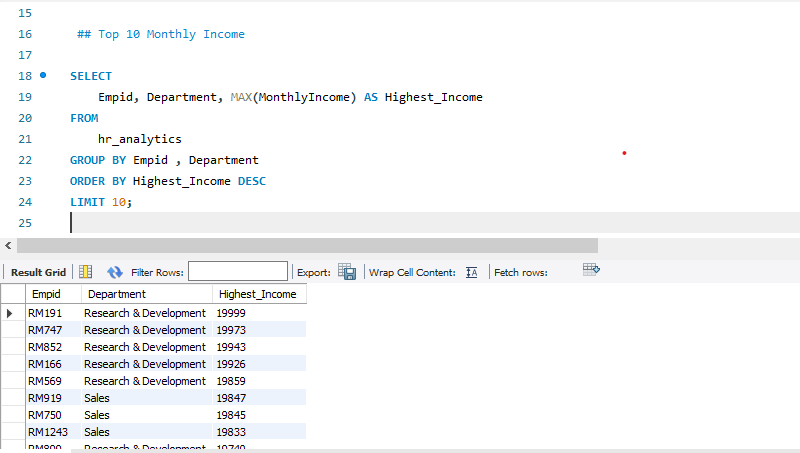 15
16 ## Top 10 Monthly Income
17
18 SELECT
19 Empid, Department, MAX(MonthlyIncome) AS Highest_Income
20 FROM
21 hr_analytics
22 GROUP BY Empid , Department
23 ORDER BY Highest_Income DESC
24 LIMIT 10;
25
Result Grid Filter Rows: Export: Wrap Cell Content: Fetch rows:
Empid Department Highest_Income
RM191 Research & Development 19999
RM747 Research & Development 19973
RM852 Research & Development 19943
RM166 Research & Development 19926
RM569 Research & Development 19859
RM919 Sales 19847
RM750 Sales 19845
RM1243 Sales 19833
Research & Development